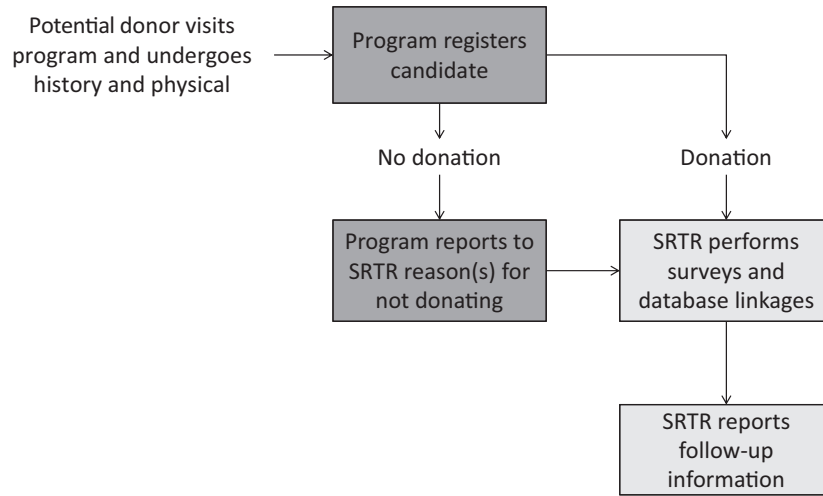 Potential donor visits
program and undergoes
history and physical
Program registers
candidate
No donation
Donation
Program reports to
SRTR reason(s) for
not donating
SRTR performs
surveys and
database linkages
SRTR reports
follow-up
information